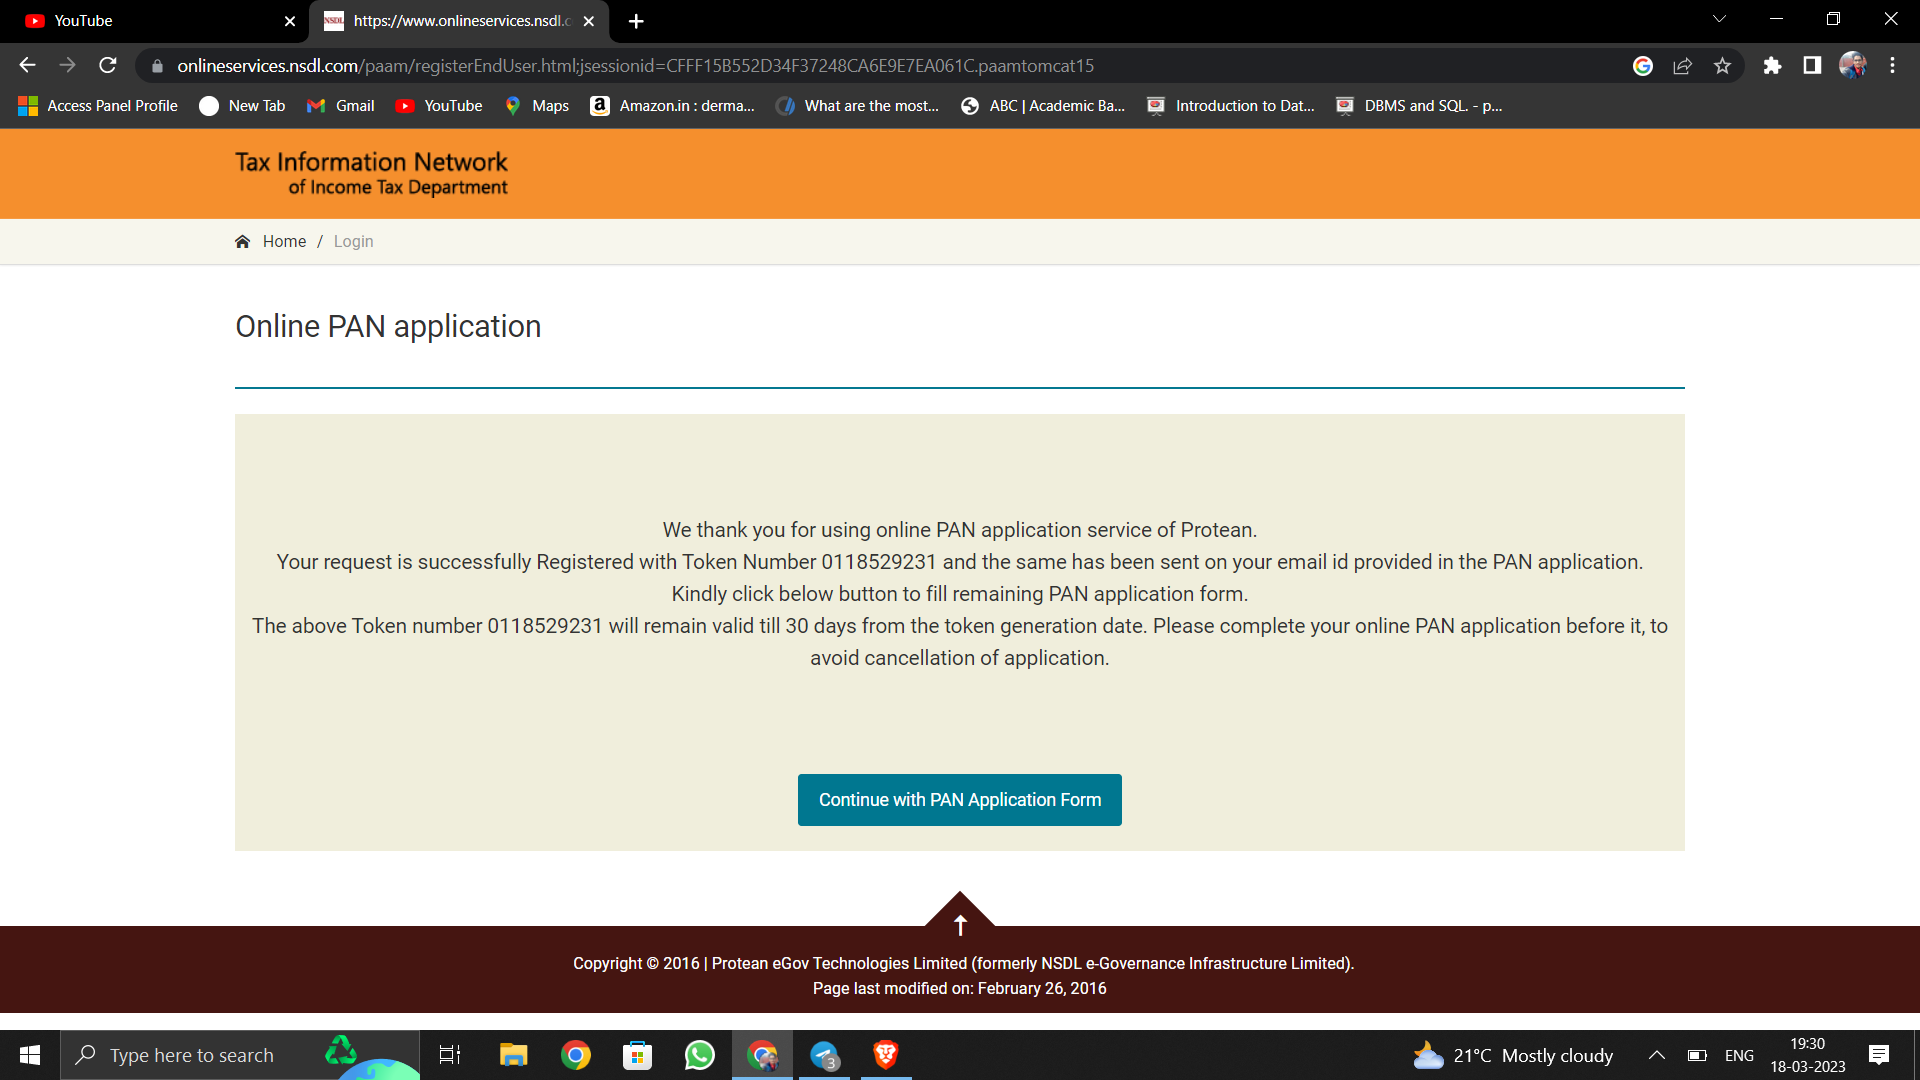 YouTube
https://www.onlineservices.nsdl.c
onlineservices.nsdl.com/paam/registerEndUser.html;jsessionid=CFFF15B552D34F37248CA6E9E7EA061C.paamtomcat15
Access Panel Profile
New Tab
Gmail
YouTube
Maps
Amazon.in : derma...
What are the most...
ABC | Academic Ba...
Introduction to Dat...
DBMS and SQL. - p...
Tax Information Network
of Income Tax Department
Home / Login
Online PAN application
We thank you for using online PAN application service of Protean.
Your request is successfully Registered with Token Number 0118529231 and the same has been sent on your email id provided in the PAN application.
Kindly click below button to fill remaining PAN application form.
The above Token number 0118529231 will remain valid till 30 days from the token generation date. Please complete your online PAN application before it, to
avoid cancellation of application.
Continue with PAN Application Form
Copyright © 2016 | Protean eGov Technologies Limited (formerly NSDL e-Governance Infrastructure Limited).
Page last modified on: February 26, 2016
Type here to search
3
21°C Mostly cloudy
ENG
19:30
18-03-2023